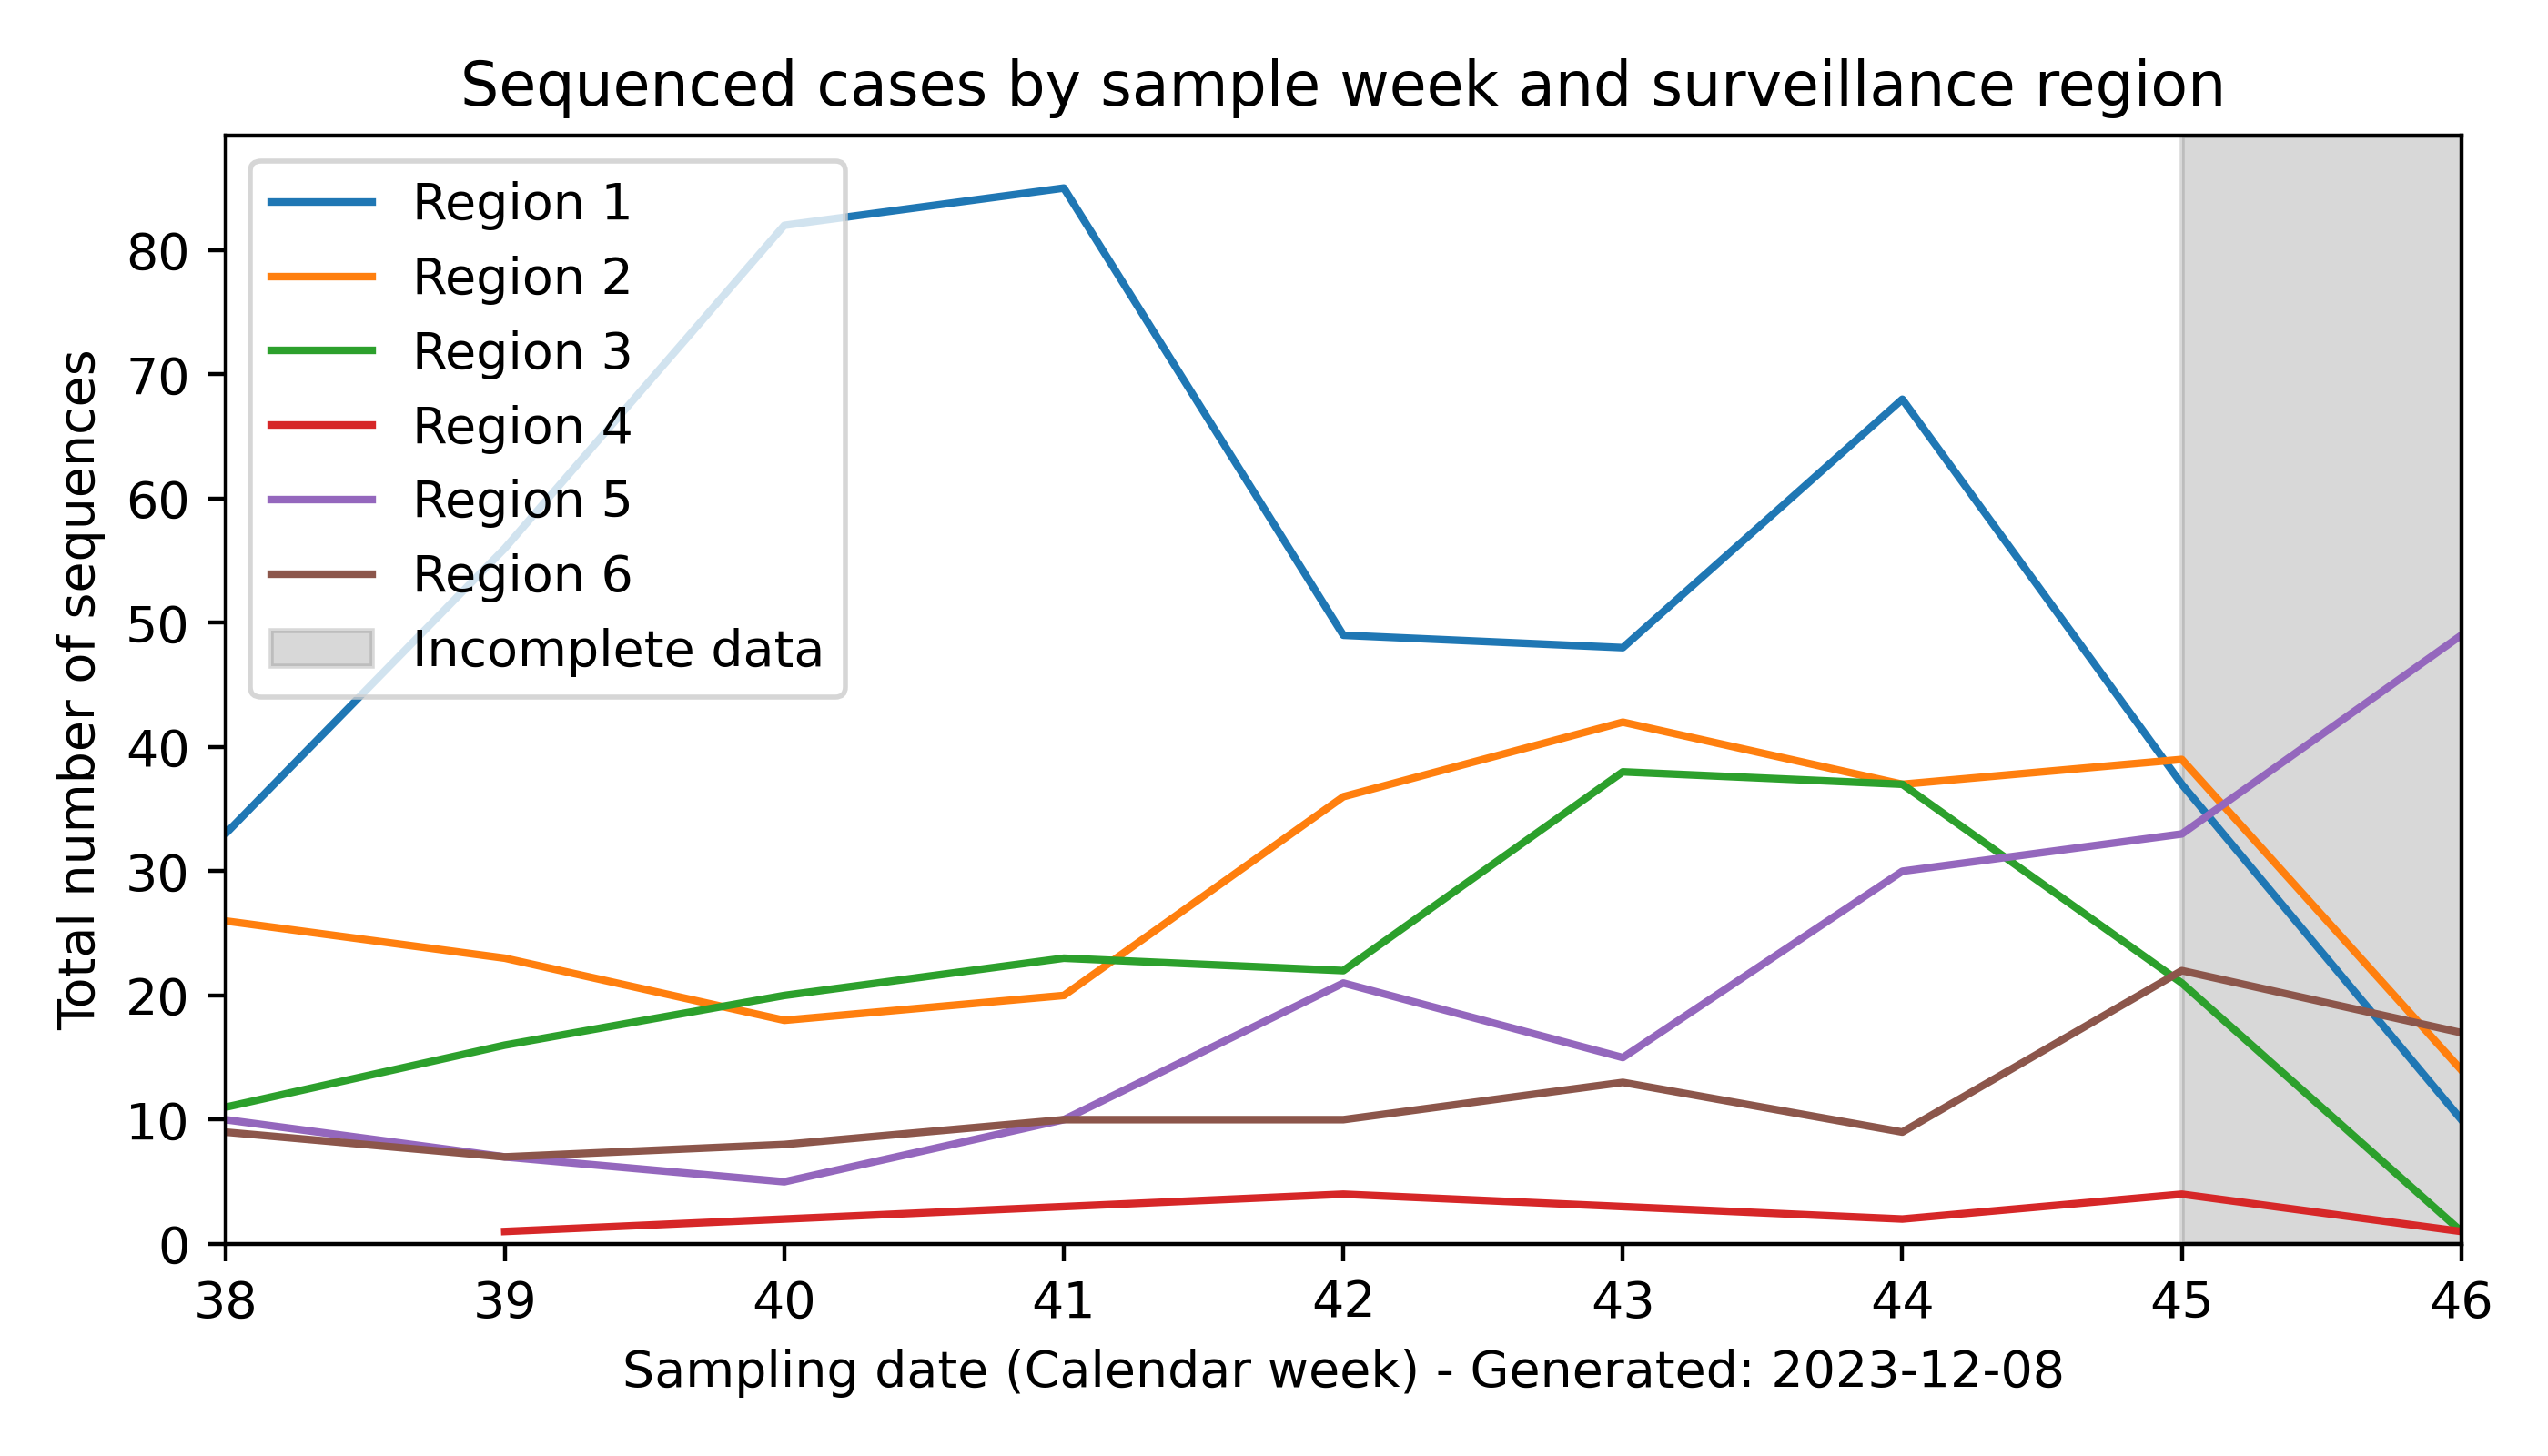 Sequenced cases by sample week and surveillance region
Region 1
Region 2
Region 3
Region 4
Region 5
Region 6
Incomplete data
Total number of sequences
80
70
60
50
40
30
20
10
0
38 39 40 41 42 43 44 45 46
Sampling date (Calendar week) - Generated: 2023-12-08